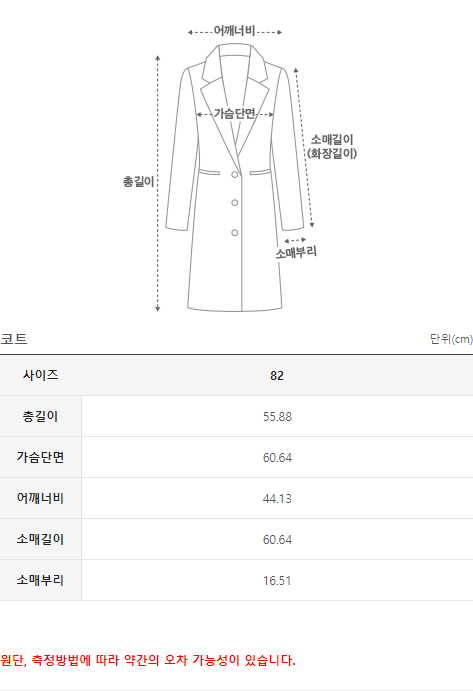 어깨너비
가슴단면
소매길이
(화장길이)
총길이
소매부리
코트 단위(cm)
사이즈 82
총길이 55.88
가슴단면 60.64
어깨너비 44.13
소매길이 60.64
소매부리 16.51
원단, 측정방법에 따라 약간의 오차 가능성이 있습니다.